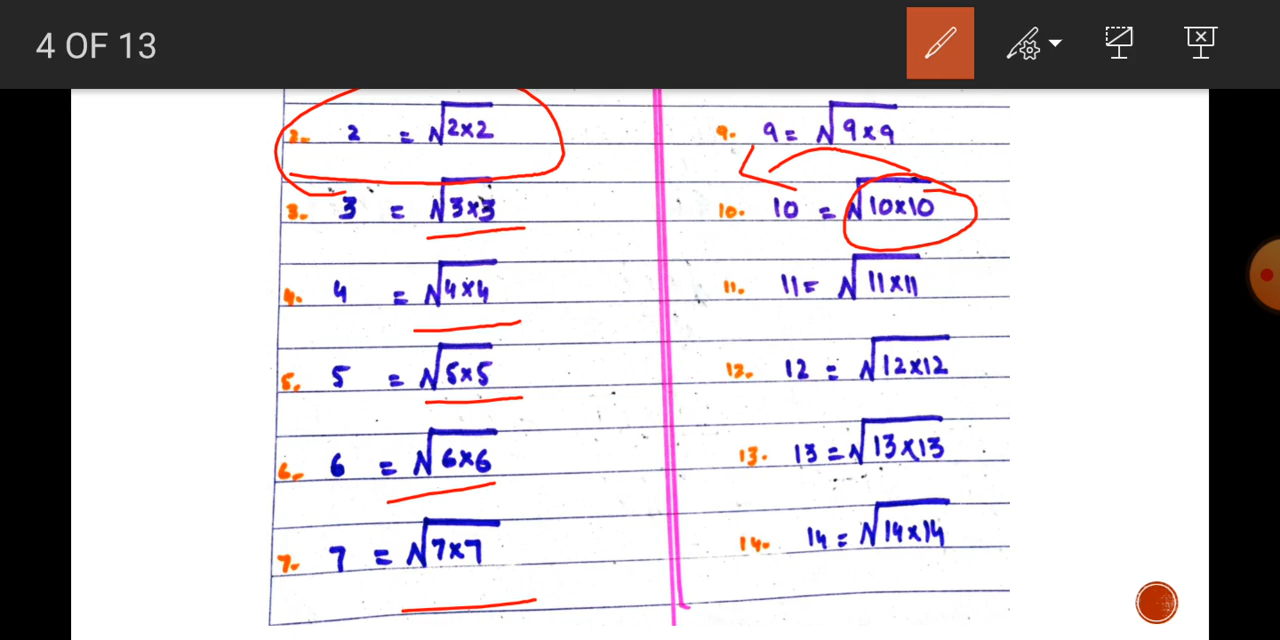 4 OF 13
2. 2 = √2×2
3. 3 = √3×3
4. 4 = √4×4
5. 5 = √5×5
6. 6 = √6×6
7. 7 = √7×7
9. 9 = √9×9
10. 10 = √10×10
11. 11 = √11×11
12. 12 = √12×12
13. 13 = √13×13
14. 14 = √14×14